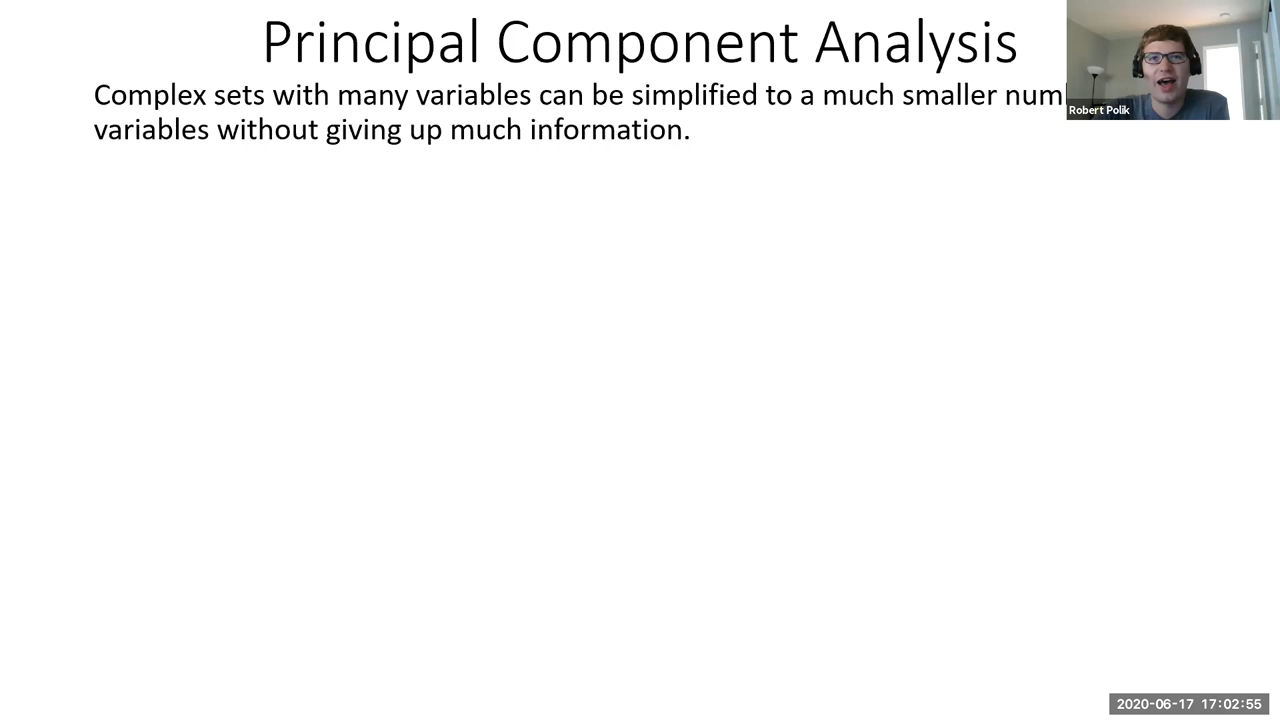 Principal Component Analysis
Complex sets with many variables can be simplified to a much smaller
variables without giving up much information.
Robert Polik
2020-06-17 17:02:55